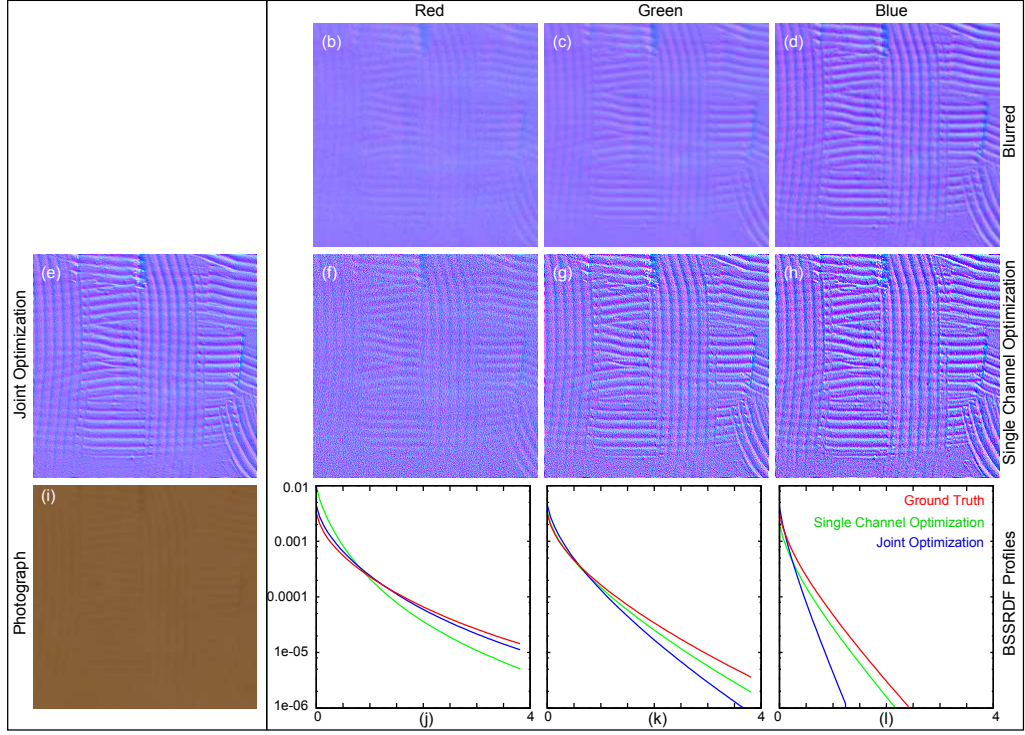 Red Green Blue
(b) (c) (d)
Blurred
(e) (f) (g) (h)
Joint Optimization
Single Channel Optimization
(i)
Photograph
0.01
0.001
0.0001
1e-05
1e-06
Ground Truth
Single Channel Optimization
Joint Optimization
BSSRDF Profiles
0 (j) 4 0 (k) 4 0 (l) 4